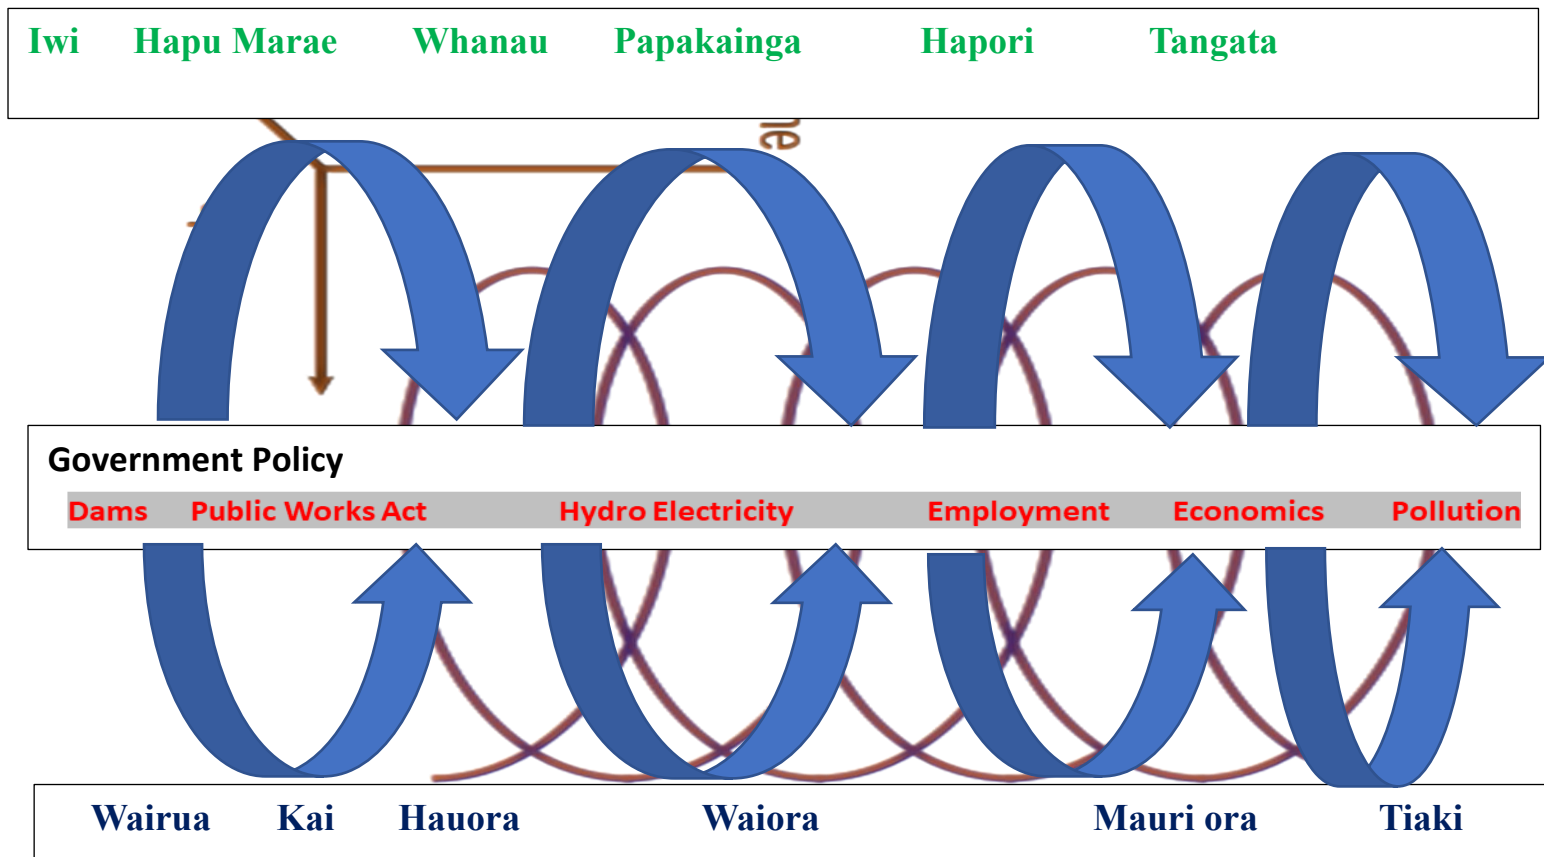 Iwi Hapu Marae Whanau Papakainga Hapori Tangata
ne
Government Policy
Dams Public Works Act Hydro Electricity Employment Economics Pollution
Wairua Kai Hauora Waiora Mauri ora Tiaki